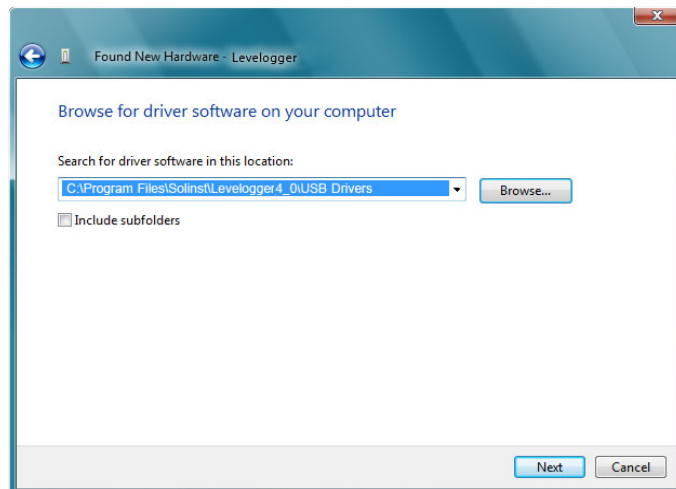 Found New Hardware - Levelogger
Browse for driver software on your computer
Search for driver software in this location:
C:\Program Files\Solinst\Levelogger4_0\USB Drivers
Browse...
Include subfolders
Next
Cancel